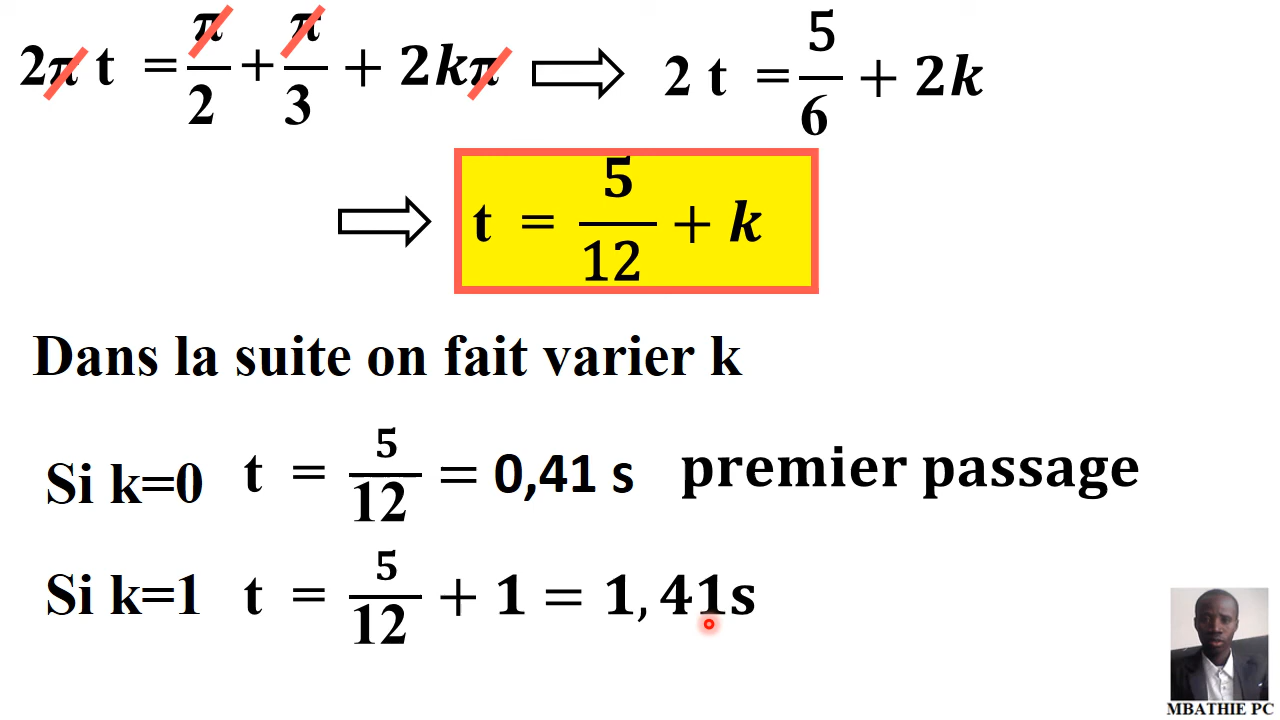 2π t = π/2 + π/3 + 2kπ ⇒ 2 t = 5/6 + 2k
⇒ t = 5/12 + k
Dans la suite on fait varier k
Si k=0 t = 5/12 = 0,41 s premier passage
Si k=1 t = 5/12 + 1 = 1,41s
MBATHIE PC